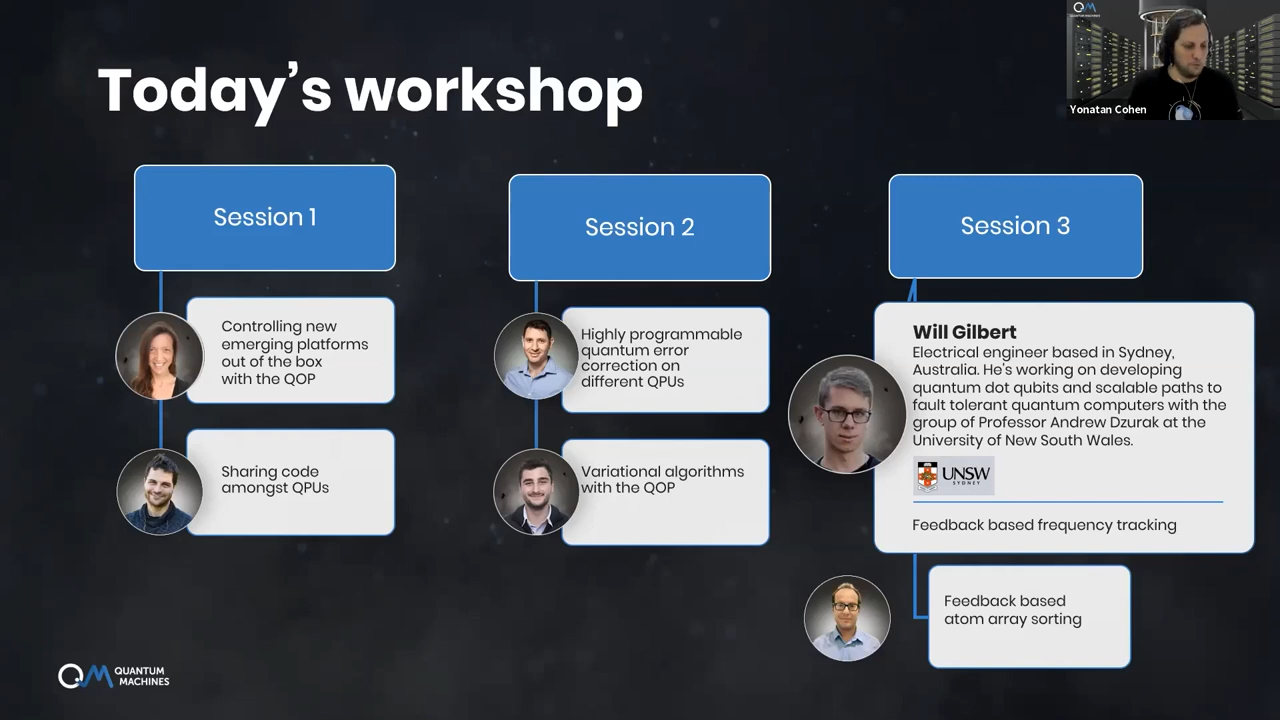 QM
QUANTUM MACHINES
Yonatan Cohen
Today's workshop
Session 1
Controlling new
emerging platforms
out of the box
with the QOP
Sharing code
amongst QPUs
Session 2
Highly programmable
quantum error
correction on
different QPUs
Variational algorithms
with the QOP
Session 3
Will Gilbert
Electrical engineer based in Sydney,
Australia. He's working on developing
quantum dot qubits and scalable paths to
fault tolerant quantum computers with the
group of Professor Andrew Dzurak at the
University of New South Wales.
UNSW
SYDNEY
Feedback based frequency tracking
Feedback based
atom array sorting
QM
QUANTUM
MACHINES